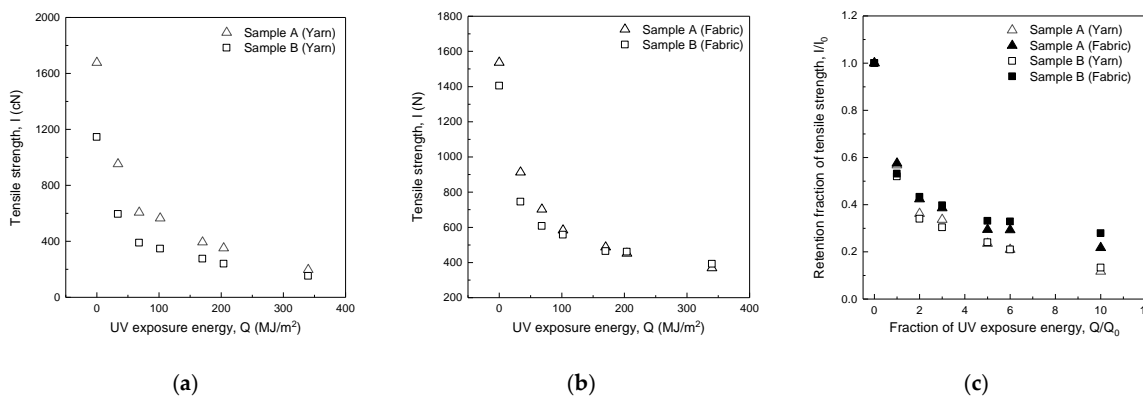 2000
1600
1200
800
400
0
Tensile strength, I (cN)
Sample A (Yarn)
Sample B (Yarn)
0 100 200 300 400
UV exposure energy, Q (MJ/m²)
(a)
1800
1600
1400
1200
1000
800
600
400
200
Tensile strength, I (N)
Sample A (Fabric)
Sample B (Fabric)
0 100 200 300 400
UV exposure energy, Q (MJ/m²)
(b)
1.2
1.0
0.8
0.6
0.4
0.2
0.0
Retention fraction of tensile strength, I/I₀
Sample A (Yarn)
Sample A (Fabric)
Sample B (Yarn)
Sample B (Fabric)
0 2 4 6 8 10 12
Fraction of UV exposure energy, Q/Q₀
(c)